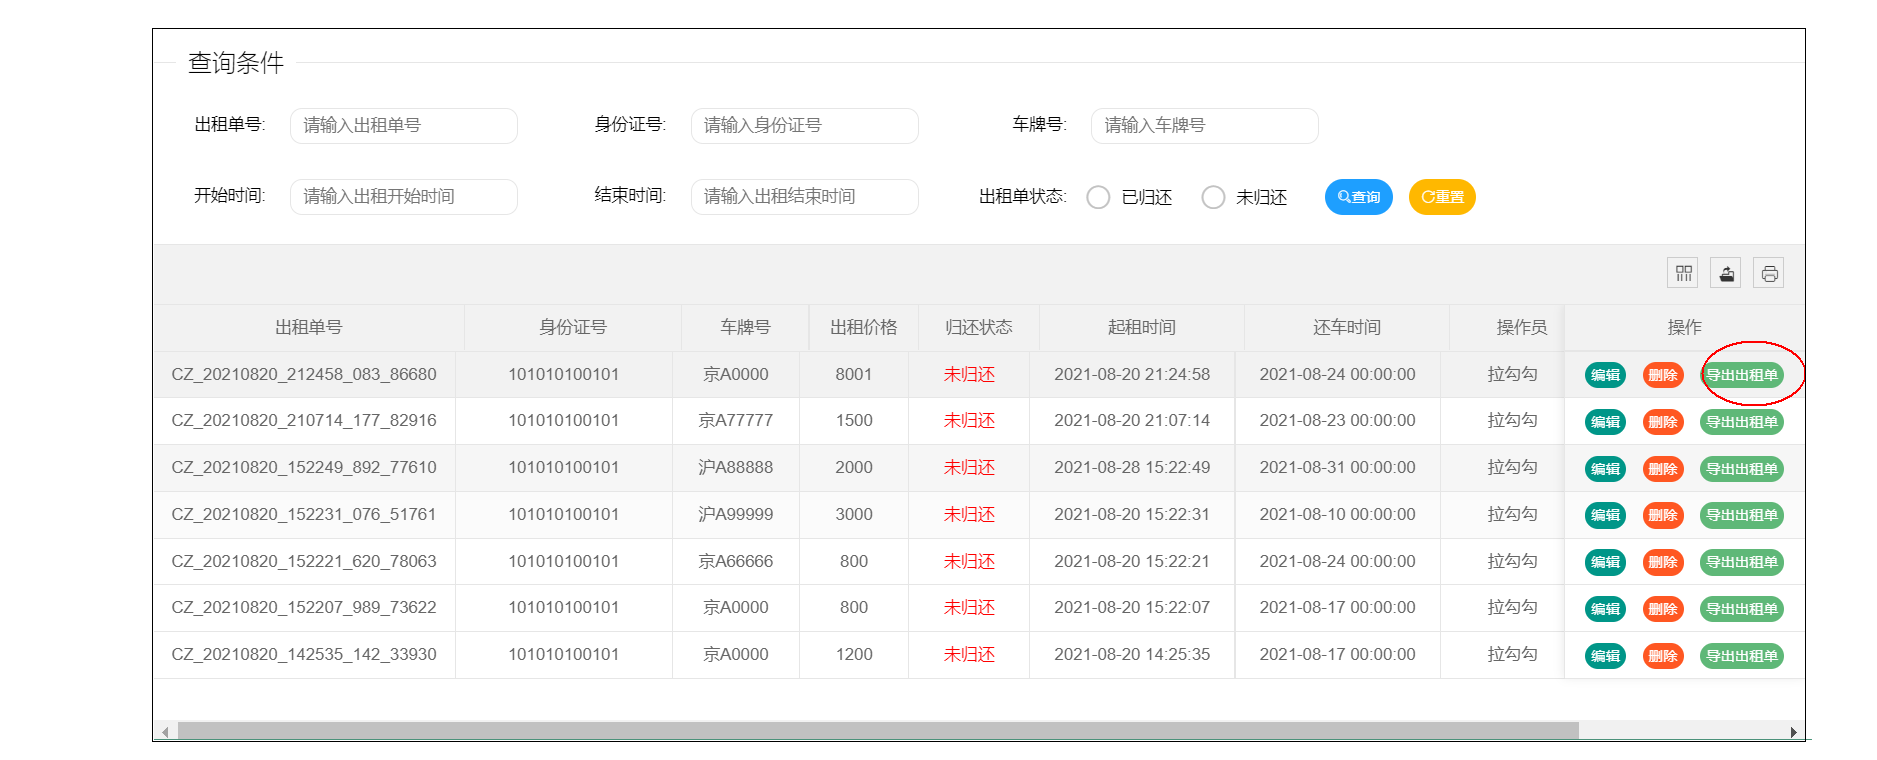 查询条件
出租单号: 请输入出租单号 身份证号: 请输入身份证号 车牌号: 请输入车牌号
开始时间: 请输入出租开始时间 结束时间: 请输入出租结束时间 出租单状态: 已归还 未归还 查询 重置
出租单号 身份证号 车牌号 出租价格 归还状态 起租时间 还车时间 操作员 操作
CZ_20210820_212458_083_86680 101010100101 京A0000 8001 未归还 2021-08-20 21:24:58 2021-08-24 00:00:00 拉勾勾 编辑 删除 导出出租单
CZ_20210820_210714_177_82916 101010100101 京A77777 1500 未归还 2021-08-20 21:07:14 2021-08-23 00:00:00 拉勾勾 编辑 删除 导出出租单
CZ_20210820_152249_892_77610 101010100101 沪A88888 2000 未归还 2021-08-28 15:22:49 2021-08-31 00:00:00 拉勾勾 编辑 删除 导出出租单
CZ_20210820_152231_076_51761 101010100101 沪A99999 3000 未归还 2021-08-20 15:22:31 2021-08-10 00:00:00 拉勾勾 编辑 删除 导出出租单
CZ_20210820_152221_620_78063 101010100101 京A66666 800 未归还 2021-08-20 15:22:21 2021-08-24 00:00:00 拉勾勾 编辑 删除 导出出租单
CZ_20210820_152207_989_73622 101010100101 京A0000 800 未归还 2021-08-20 15:22:07 2021-08-17 00:00:00 拉勾勾 编辑 删除 导出出租单
CZ_20210820_142535_142_33930 101010100101 京A0000 1200 未归还 2021-08-20 14:25:35 2021-08-17 00:00:00 拉勾勾 编辑 删除 导出出租单